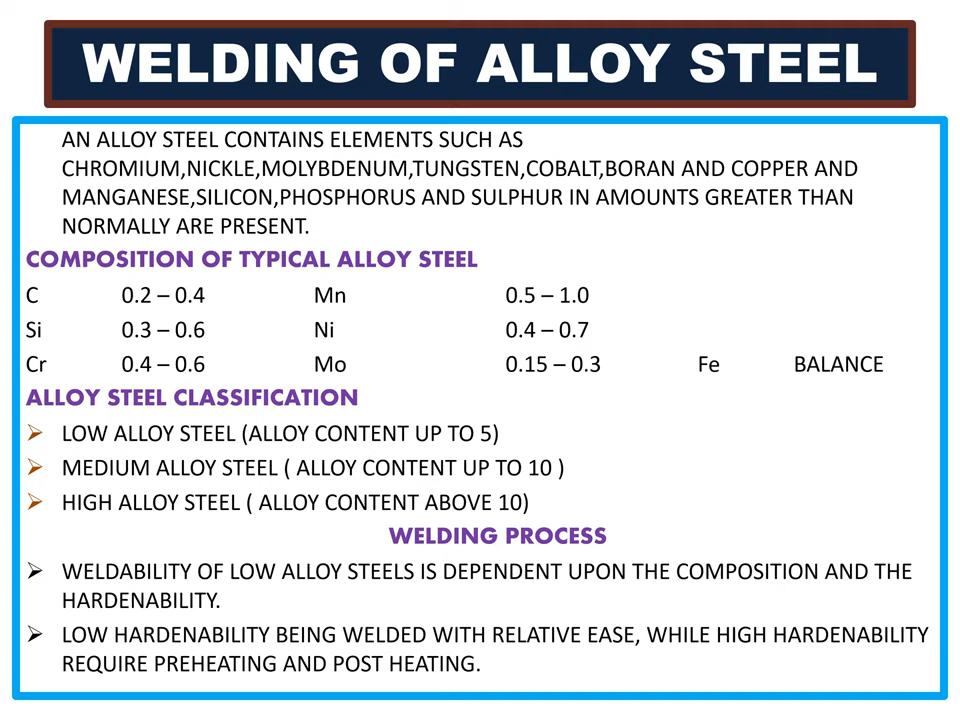 WELDING OF ALLOY STEEL
AN ALLOY STEEL CONTAINS ELEMENTS SUCH AS
CHROMIUM,NICKLE,MOLYBDENUM,TUNGSTEN,COBALT,BORAN AND COPPER AND
MANGANESE,SILICON,PHOSPHORUS AND SULPHUR IN AMOUNTS GREATER THAN
NORMALLY ARE PRESENT.
COMPOSITION OF TYPICAL ALLOY STEEL
C 0.2 – 0.4 Mn 0.5 – 1.0
Si 0.3 – 0.6 Ni 0.4 – 0.7
Cr 0.4 – 0.6 Mo 0.15 – 0.3 Fe BALANCE
ALLOY STEEL CLASSIFICATION
➢ LOW ALLOY STEEL (ALLOY CONTENT UP TO 5)
➢ MEDIUM ALLOY STEEL ( ALLOY CONTENT UP TO 10 )
➢ HIGH ALLOY STEEL ( ALLOY CONTENT ABOVE 10)
WELDING PROCESS
➢ WELDABILITY OF LOW ALLOY STEELS IS DEPENDENT UPON THE COMPOSITION AND THE
HARDENABILITY.
➢ LOW HARDENABILITY BEING WELDED WITH RELATIVE EASE, WHILE HIGH HARDENABILITY
REQUIRE PREHEATING AND POST HEATING.